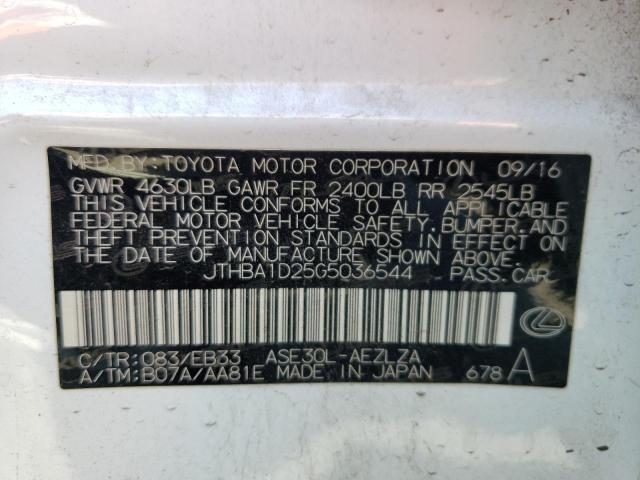 MFD.BY:TOYOTA MOTOR CORPORATION 09/16
GVWR 4630LB GAWR FR 2400LB RR 2545LB
THIS VEHICLE CONFORMS TO ALL APPLICABLE
FEDERAL MOTOR VEHICLE SAFETY,BUMPER,AND
THEFT PREVENTION STANDARDS IN EFFECT ON
THE DATE OF MANUFACTURE SHOWN ABOVE.
JTHBA1D25G5036544 PASS.CAR
C/TR:083/EB33 ASE30L-AEZLZA
A/TM:B07A/AA81E MADE IN JAPAN 678 A